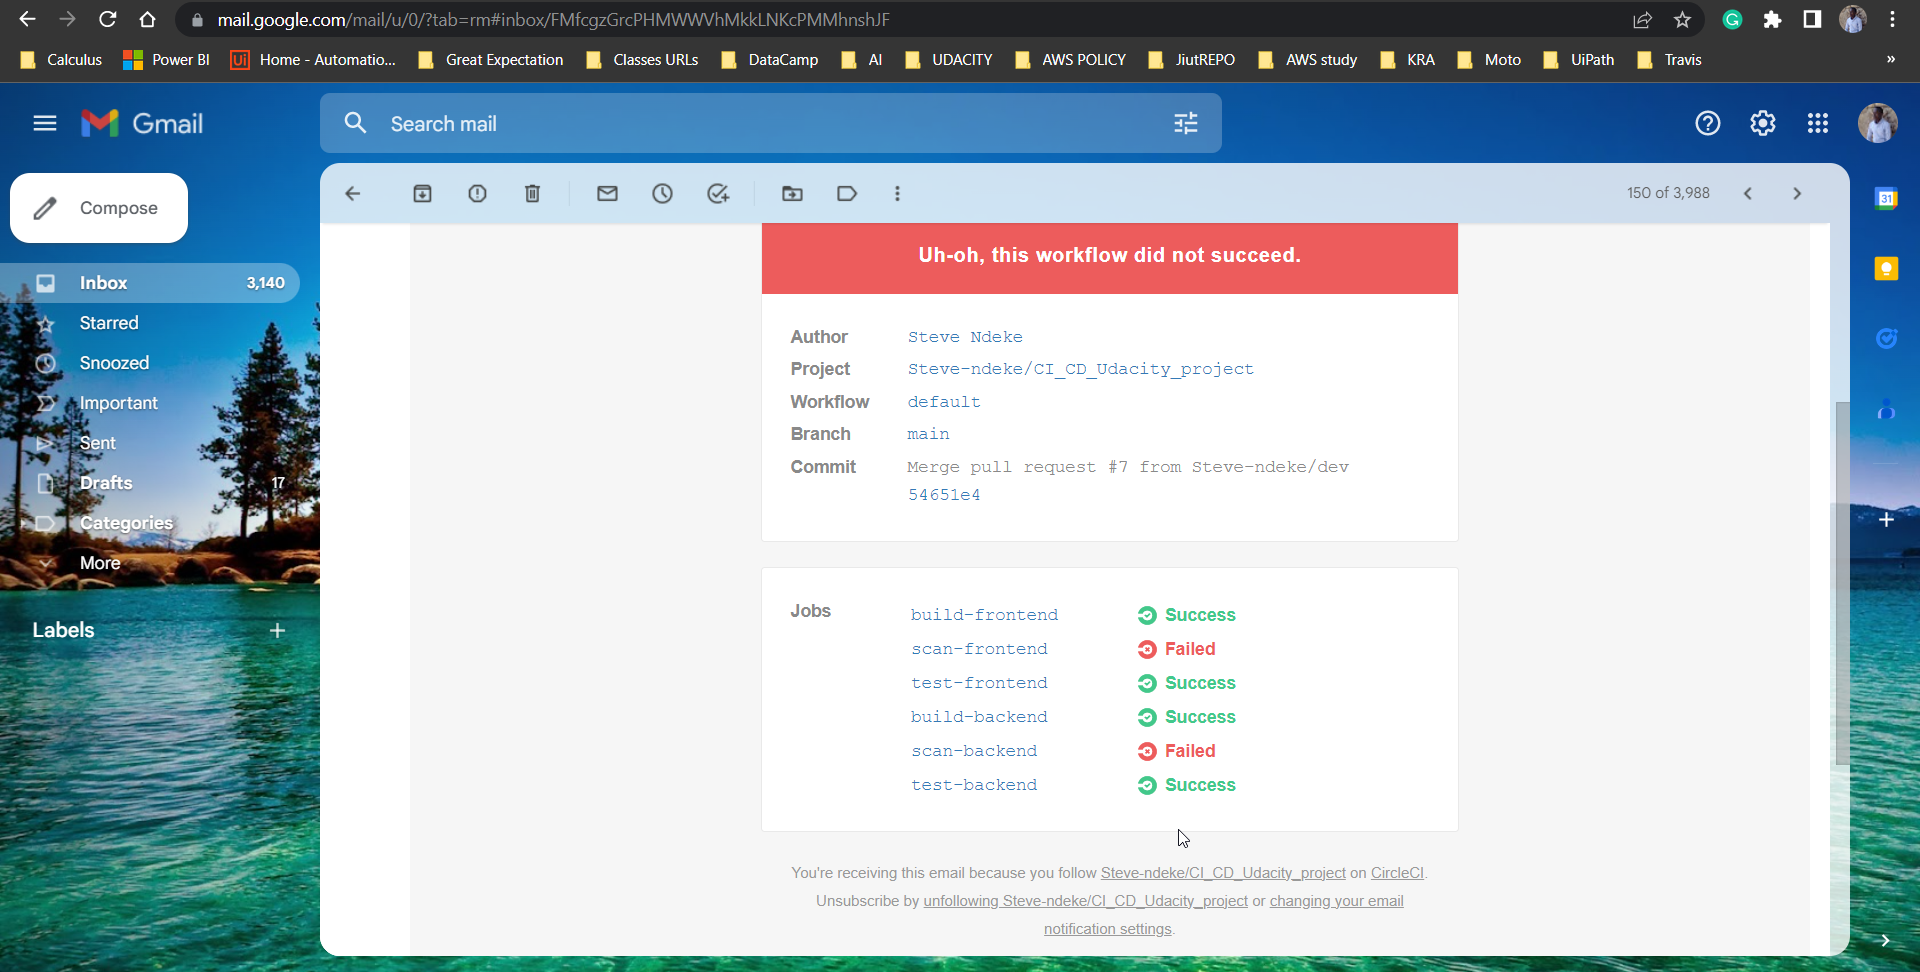 mail.google.com/mail/u/0/?tab=rm#inbox/FMfcgzGrcPHMWWVhMkkLNKcPMMhnshJF
Calculus
Power BI
Ui Home - Automatio...
Great Expectation
Classes URLs
DataCamp
AI
UDACITY
AWS POLICY
JiutREPO
AWS study
KRA
Moto
UiPath
Travis
»
Gmail
Search mail
Compose
150 of 3,988
31
Inbox 3,140
Starred
Snoozed
Important
Sent
Drafts 17
Categories
More
Labels
Uh-oh, this workflow did not succeed.
Author Steve Ndeke
Project Steve-ndeke/CI_CD_Udacity_project
Workflow default
Branch main
Commit Merge pull request #7 from Steve-ndeke/dev
54651e4
Jobs build-frontend Success
scan-frontend Failed
test-frontend Success
build-backend Success
scan-backend Failed
test-backend Success
You're receiving this email because you follow Steve-ndeke/CI_CD_Udacity_project on CircleCI.
Unsubscribe by unfollowing Steve-ndeke/CI_CD_Udacity_project or changing your email
notification settings.